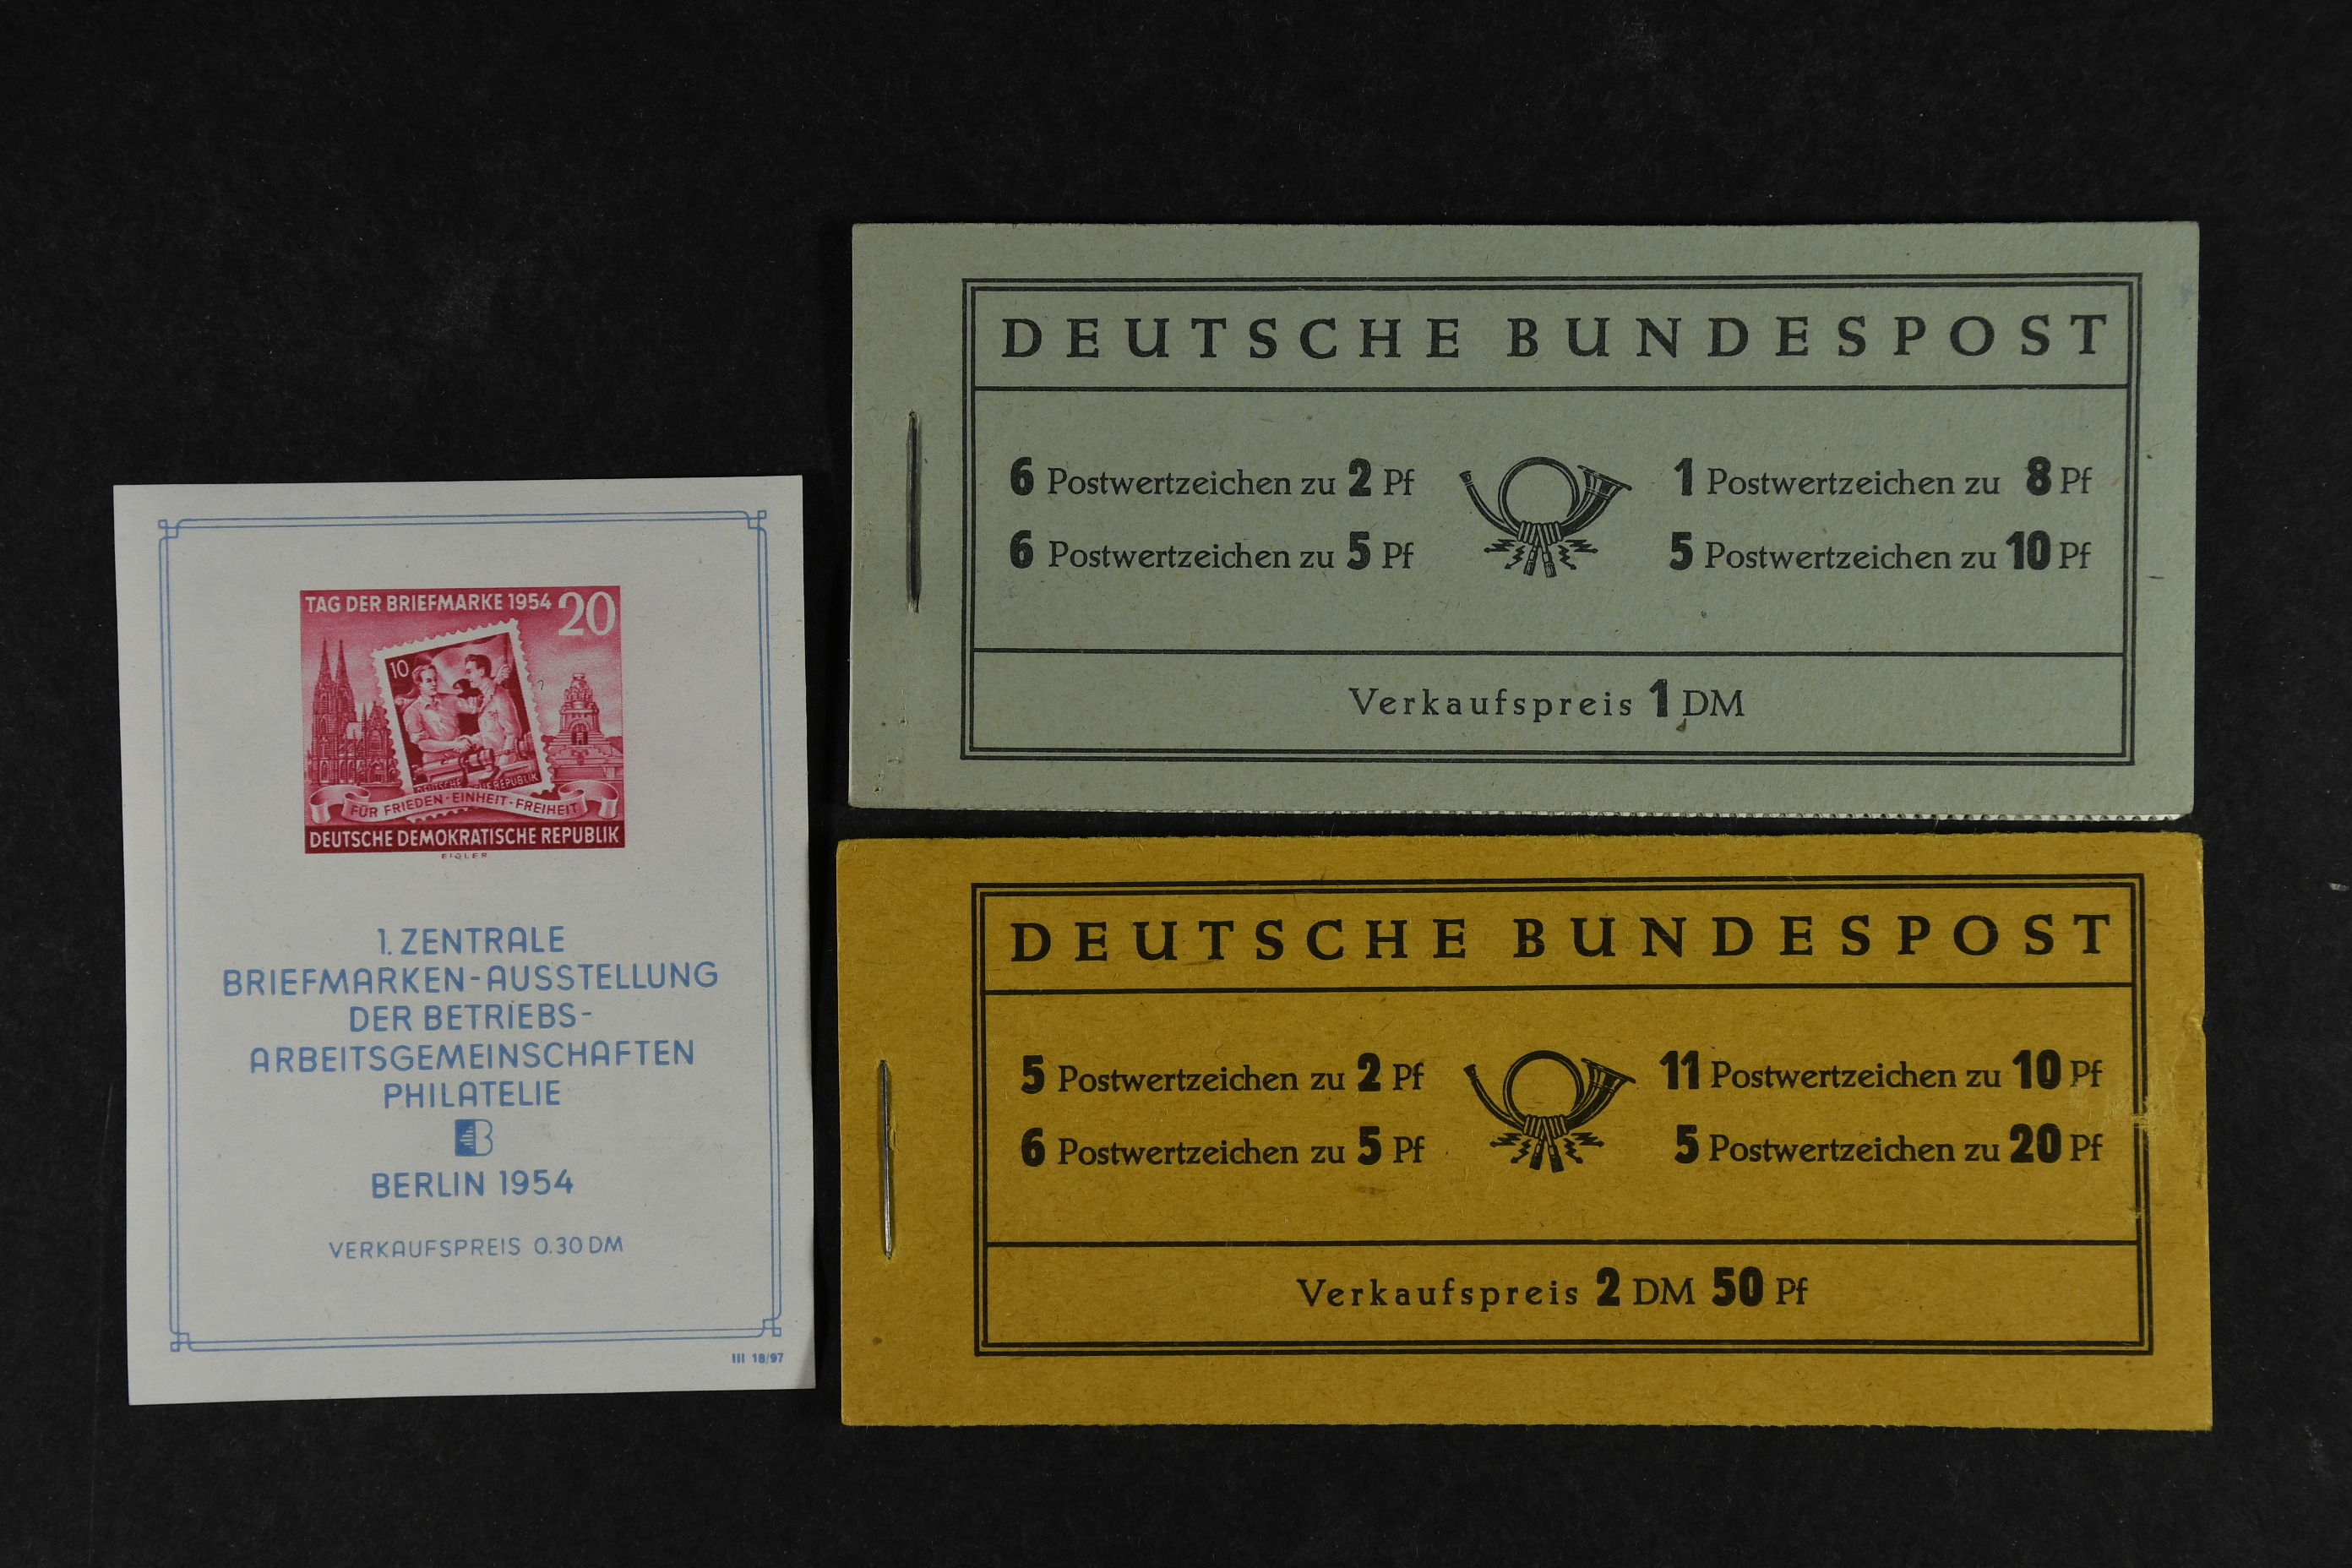 TAG DER BRIEFMARKE 1954 20
10
DEUTSCHE REPUBLIK
FÜR FRIEDEN · EINHEIT · FREIHEIT
DEUTSCHE DEMOKRATISCHE REPUBLIK
EIGLER
1. ZENTRALE
BRIEFMARKEN-AUSSTELLUNG
DER BETRIEBS-
ARBEITSGEMEINSCHAFTEN
PHILATELIE
B
BERLIN 1954
VERKAUFSPREIS 0.30 DM
III 18/97
DEUTSCHE BUNDESPOST
6 Postwertzeichen zu 2 Pf 1 Postwertzeichen zu 8 Pf
6 Postwertzeichen zu 5 Pf 5 Postwertzeichen zu 10 Pf
Verkaufspreis 1 DM
DEUTSCHE BUNDESPOST
5 Postwertzeichen zu 2 Pf 11 Postwertzeichen zu 10 Pf
6 Postwertzeichen zu 5 Pf 5 Postwertzeichen zu 20 Pf
Verkaufspreis 2 DM 50 Pf